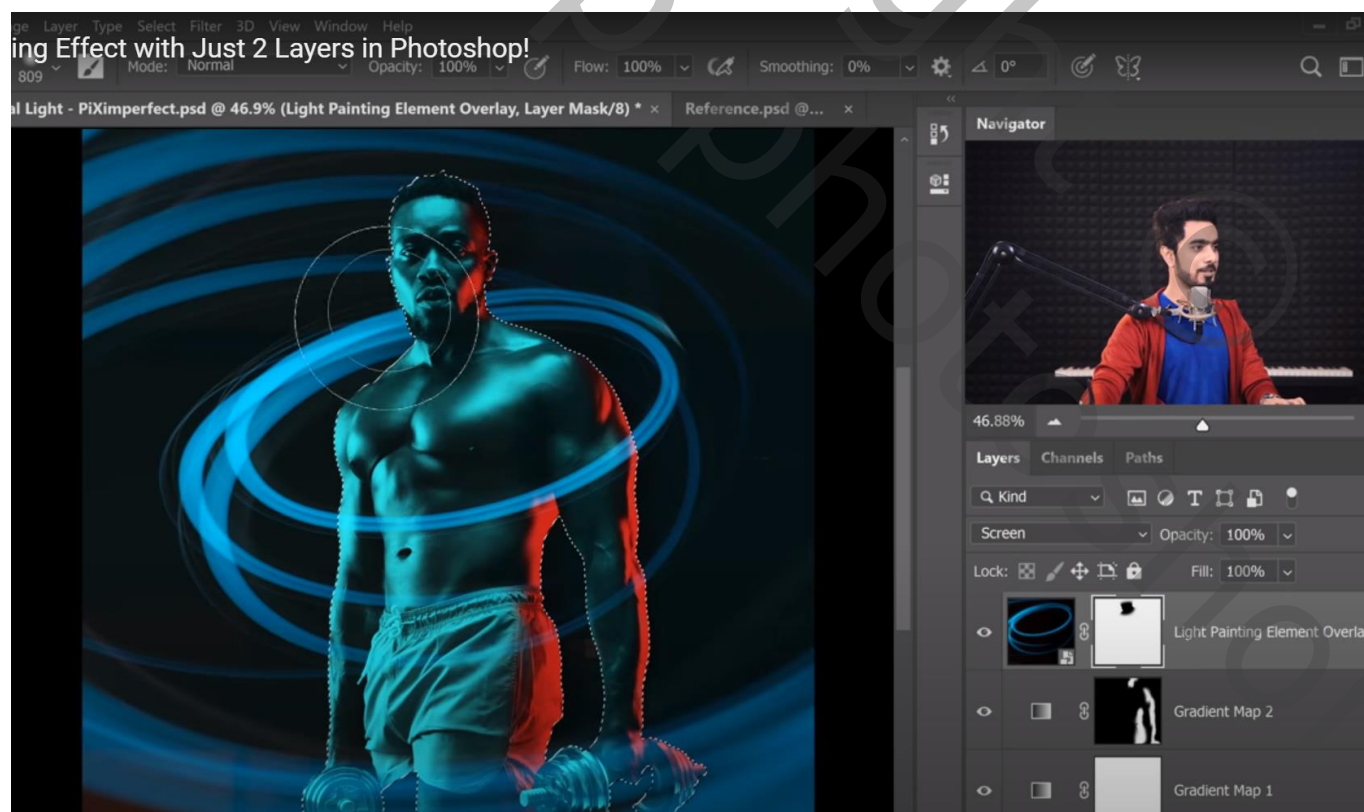 ge Layer Type Select Filter 3D View Window Help
ing Effect with Just 2 Layers in Photoshop!
809 Mode: Normal Opacity: 100% Flow: 100% Smoothing: 0% 0°
al Light - PiXimperfect.psd @ 46.9% (Light Painting Element Overlay, Layer Mask/8) * × Reference.psd @... ×
Navigator
46.88%
Layers Channels Paths
Kind
Screen Opacity: 100%
Lock: Fill: 100%
Light Painting Element Overla
Gradient Map 2
Gradient Map 1